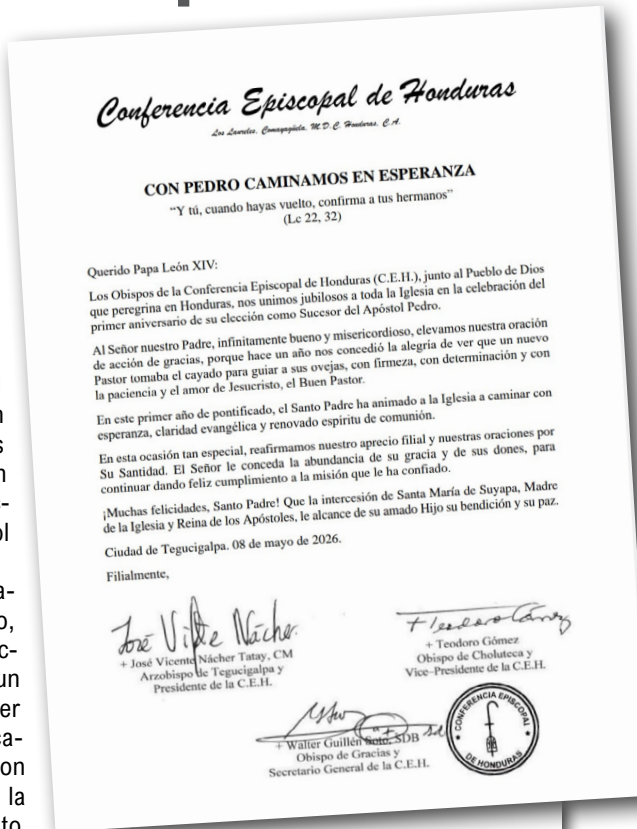 Conferencia Episcopal de Honduras
Los Laureles, Comayagüela, M.D.C. Honduras, C.A.
CON PEDRO CAMINAMOS EN ESPERANZA
“Y tú, cuando hayas vuelto, confirma a tus hermanos”
(Lc 22, 32)
Querido Papa León XIV:
Los Obispos de la Conferencia Episcopal de Honduras (C.E.H.), junto al Pueblo de Dios
que peregrina en Honduras, nos unimos jubilosos a toda la Iglesia en la celebración del
primer aniversario de su elección como Sucesor del Apóstol Pedro.
Al Señor nuestro Padre, infinitamente bueno y misericordioso, elevamos nuestra oración
de acción de gracias, porque hace un año nos concedió la alegría de ver que un nuevo
Pastor tomaba el cayado para guiar a sus ovejas, con firmeza, con determinación y con
la paciencia y el amor de Jesucristo, el Buen Pastor.
En este primer año de pontificado, el Santo Padre ha animado a la Iglesia a caminar con
esperanza, claridad evangélica y renovado espíritu de comunión.
En esta ocasión tan especial, reafirmamos nuestro aprecio filial y nuestras oraciones por
Su Santidad. El Señor le conceda la abundancia de su gracia y de sus dones, para
continuar dando feliz cumplimiento a la misión que le ha confiado.
¡Muchas felicidades, Santo Padre! Que la intercesión de Santa María de Suyapa, Madre
de la Iglesia y Reina de los Apóstoles, le alcance de su amado Hijo su bendición y su paz.
Ciudad de Tegucigalpa. 08 de mayo de 2026.
Filialmente,
José Vicente Nácher
+ José Vicente Nácher Tatay, CM
Arzobispo de Tegucigalpa y
Presidente de la C.E.H.
+ Teodoro Gómez
+ Teodoro Gómez
Obispo de Choluteca y
Vice–Presidente de la C.E.H.
+ Walter Guillén Soto, SDB
Obispo de Gracias y
Secretario General de la C.E.H.
CONFERENCIA EPISCOPAL
DE HONDURAS
un
la